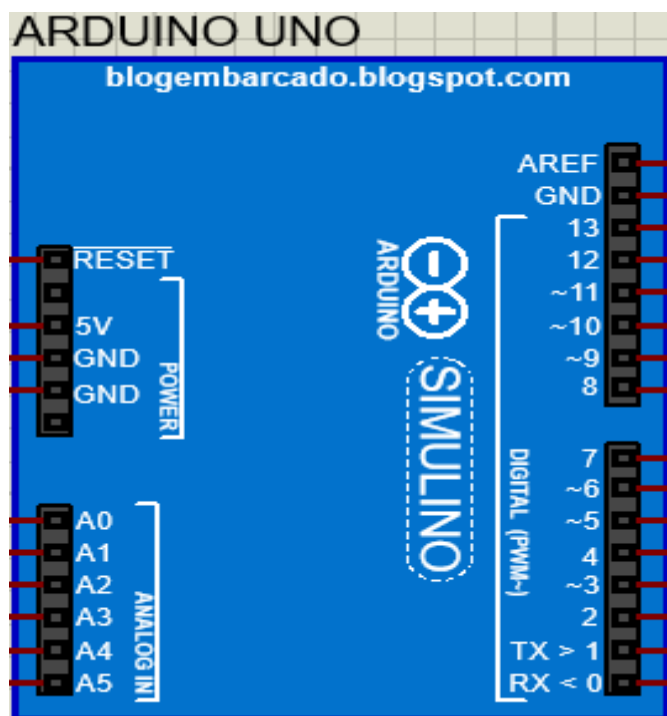 ARDUINO UNO
blogembarcado.blogspot.com
AREF
GND
13
12
~11
~10
~9
8
RESET
5V
GND
GND
POWER
ARDUINO
SIMULINO
7
~6
~5
4
~3
2
TX > 1
RX < 0
DIGITAL (PWM~)
A0
A1
A2
A3
A4
A5
ANALOG IN